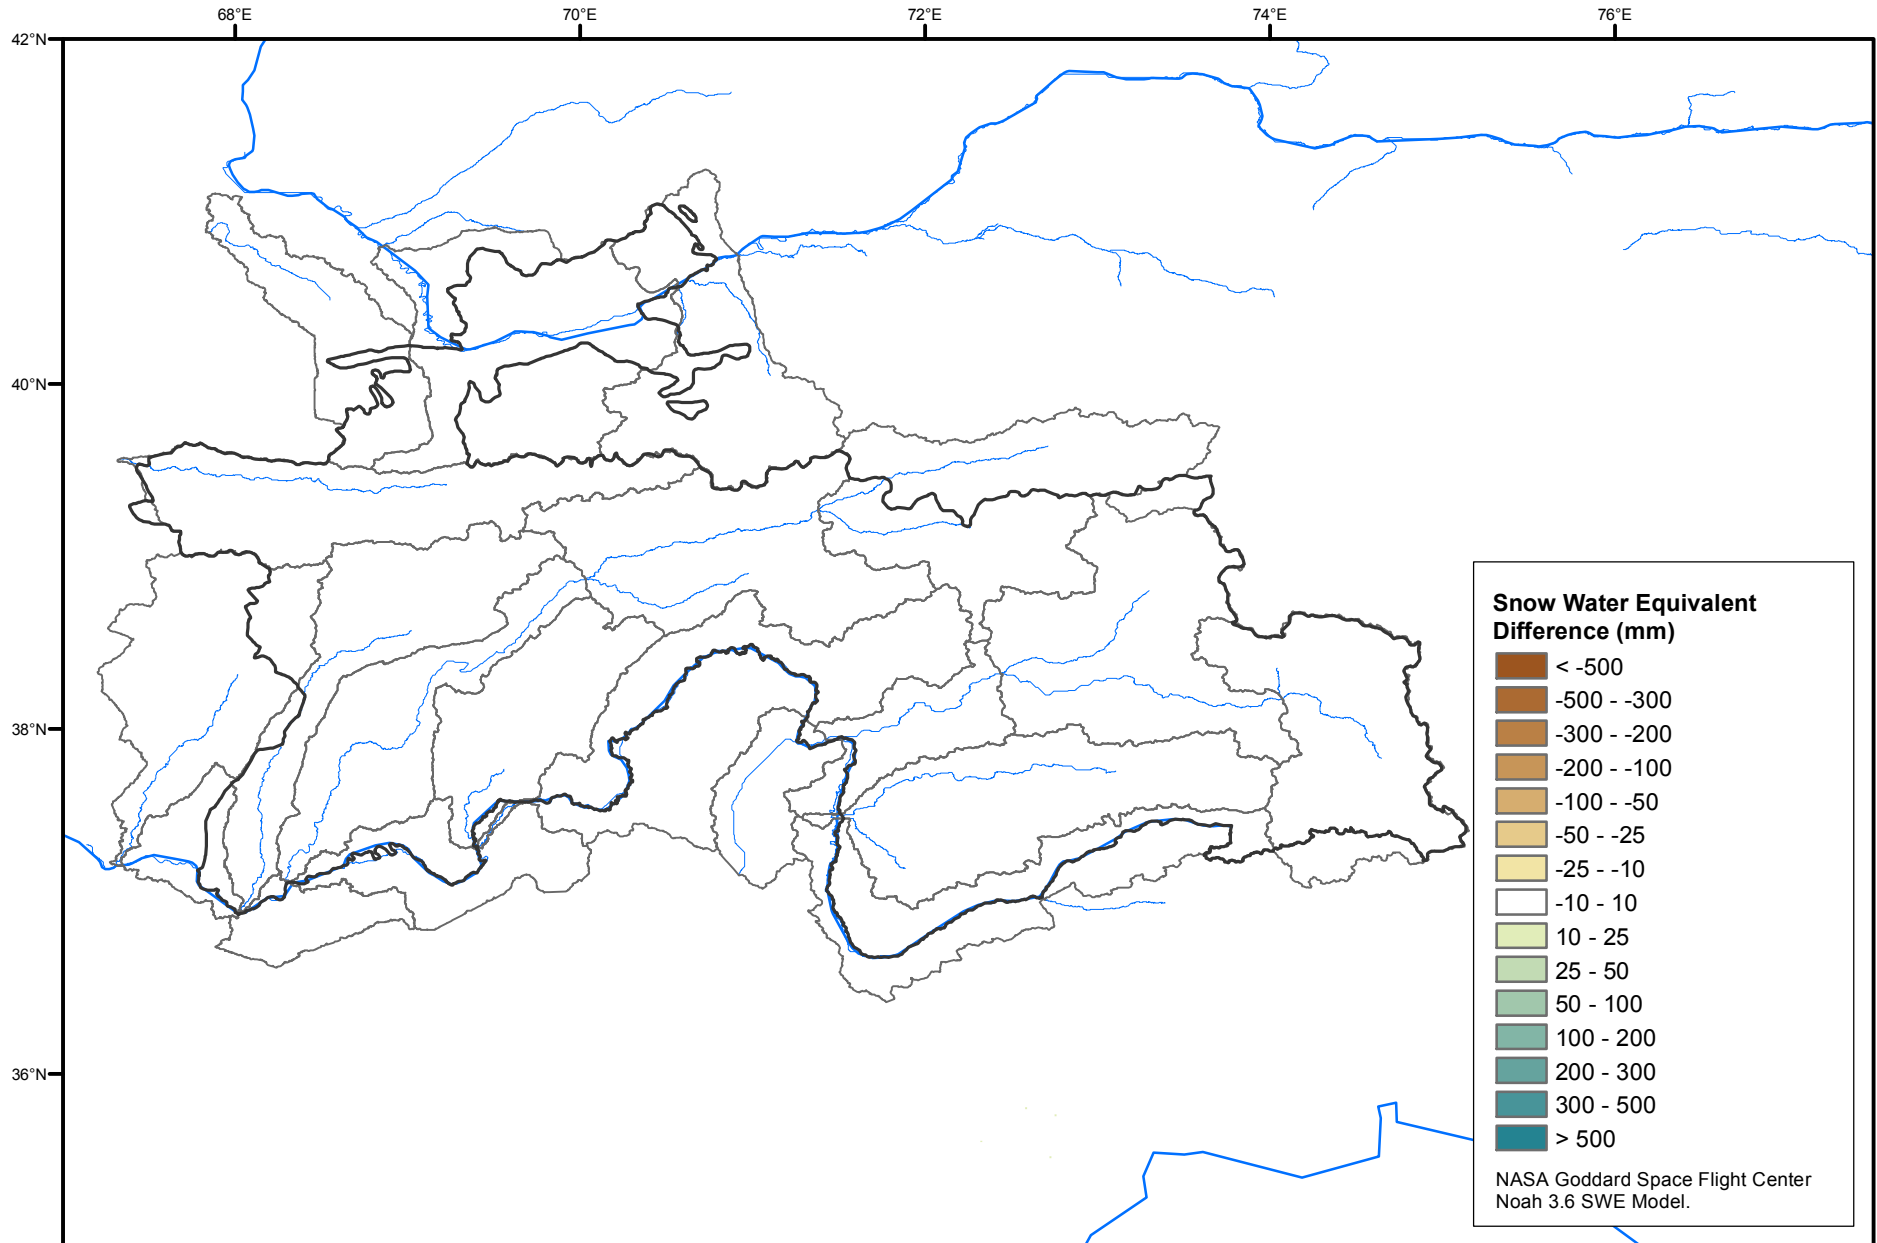 68°E
70°E
72°E
74°E
76°E
42°N
40°N
38°N
36°N
Snow Water Equivalent
Difference (mm)
< -500
-500 - -300
-300 - -200
-200 - -100
-100 - -50
-50 - -25
-25 - -10
-10 - 10
10 - 25
25 - 50
50 - 100
100 - 200
200 - 300
300 - 500
> 500
NASA Goddard Space Flight Center
Noah 3.6 SWE Model.